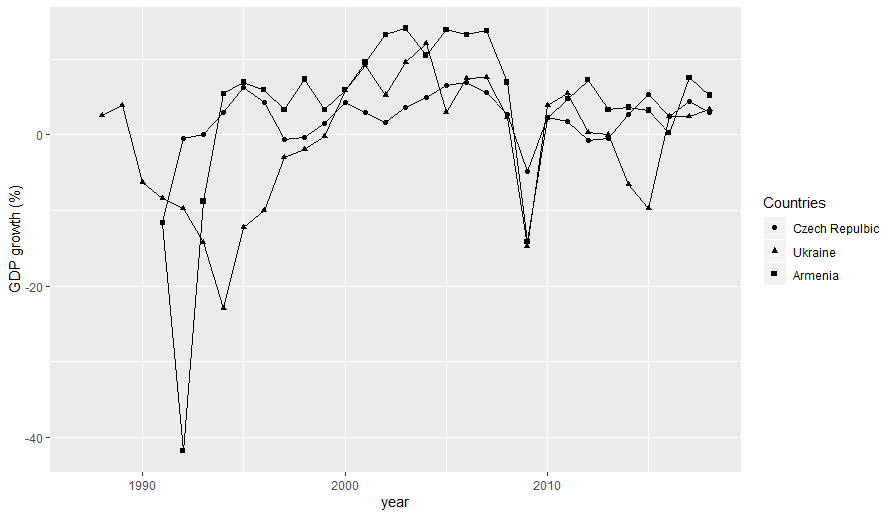 GDP growth (%)
0
-20
-40
1990
2000
2010
year
Countries
Czech Repulbic
Ukraine
Armenia